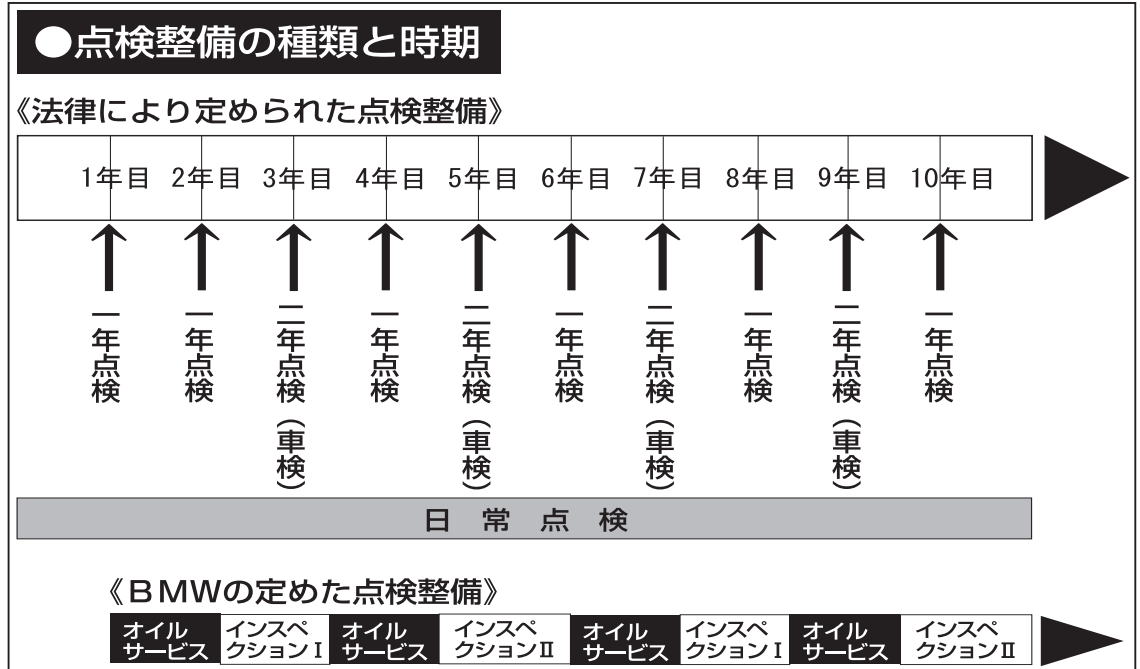 ●点検整備の種類と時期
《法律により定められた点検整備》
1年目 2年目 3年目 4年目 5年目 6年目 7年目 8年目 9年目 10年目
一年点検
一年点検
二年点検（車検）
一年点検
二年点検（車検）
一年点検
二年点検（車検）
一年点検
二年点検（車検）
一年点検
日常点検
《BMWの定めた点検整備》
オイル
サービス
インスペ
クションⅠ
オイル
サービス
インスペ
クションⅡ
オイル
サービス
インスペ
クションⅠ
オイル
サービス
インスペ
クションⅡ